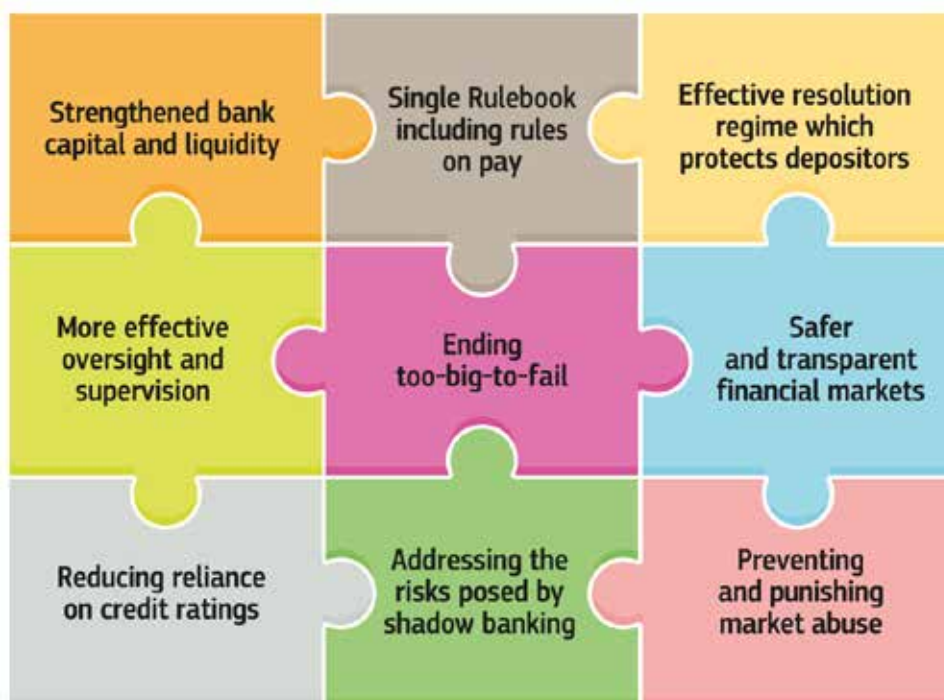 Strengthened bank
capital and liquidity
Single Rulebook
including rules
on pay
Effective resolution
regime which
protects depositors
More effective
oversight and
supervision
Ending
too-big-to-fail
Safer
and transparent
financial markets
Reducing reliance
on credit ratings
Addressing the
risks posed by
shadow banking
Preventing
and punishing
market abuse